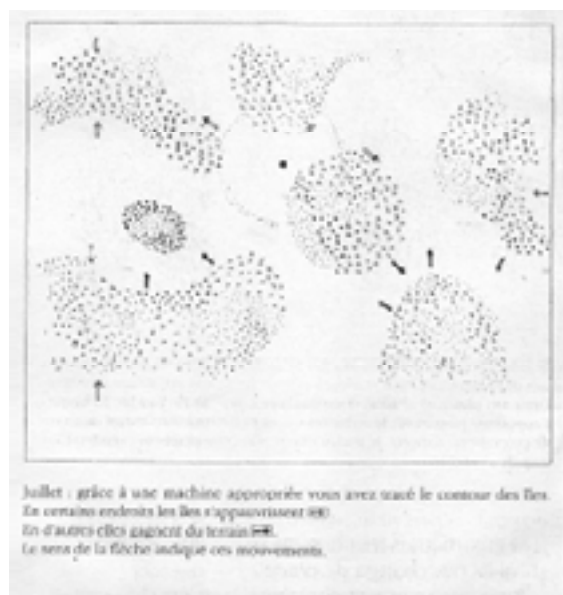 Juillet : grâce à une machine appropriée vous avez tracé le contour des îles.
En certains endroits les îles s'appauvrissent
En d'autres elles gagnent du terrain
Le sens de la flèche indique ces mouvements.